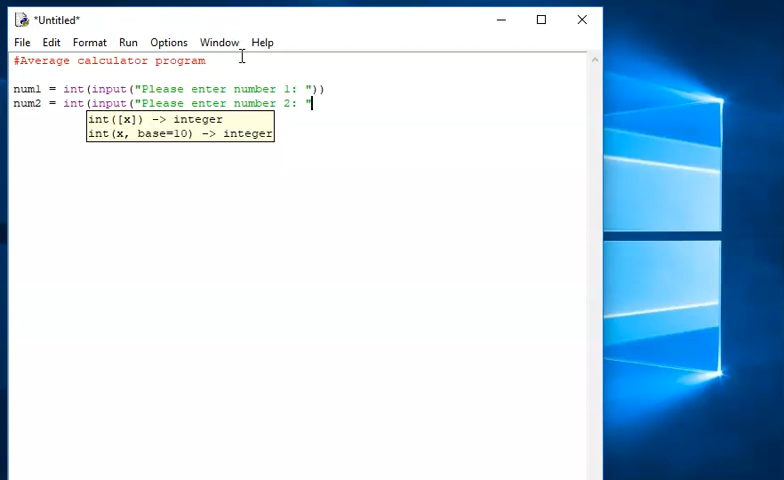 *Untitled*
File Edit Format Run Options Window Help
#Average calculator program
num1 = int(input("Please enter number 1: "))
num2 = int(input("Please enter number 2: "
int([x]) -> integer
int(x, base=10) -> integer